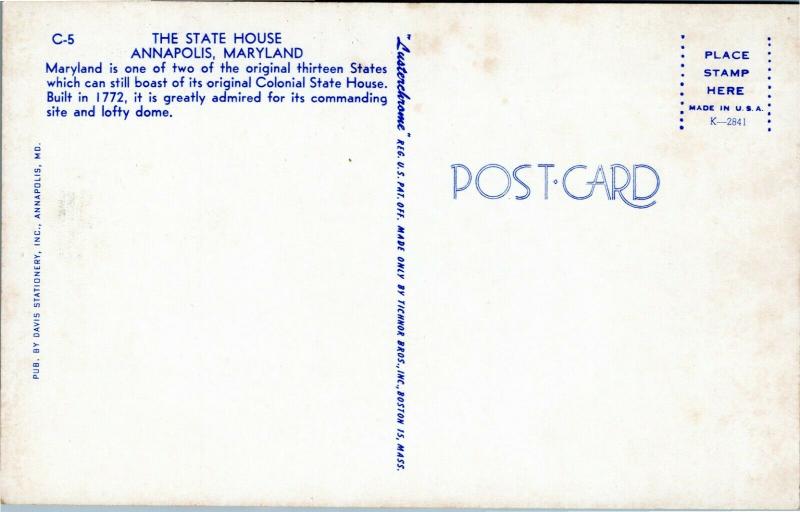 C-5 THE STATE HOUSE
ANNAPOLIS, MARYLAND
Maryland is one of two of the original thirteen States
which can still boast of its original Colonial State House.
Built in 1772, it is greatly admired for its commanding
site and lofty dome.
PUB. BY DAVIS STATIONERY, INC., ANNAPOLIS, MD.
"Lusterchrome" REG. U.S. PAT. OFF. MADE ONLY BY TICHNOR BROS., INC., BOSTON 15, MASS.
POST·CARD
PLACE
STAMP
HERE
MADE IN U.S.A.
K—2841